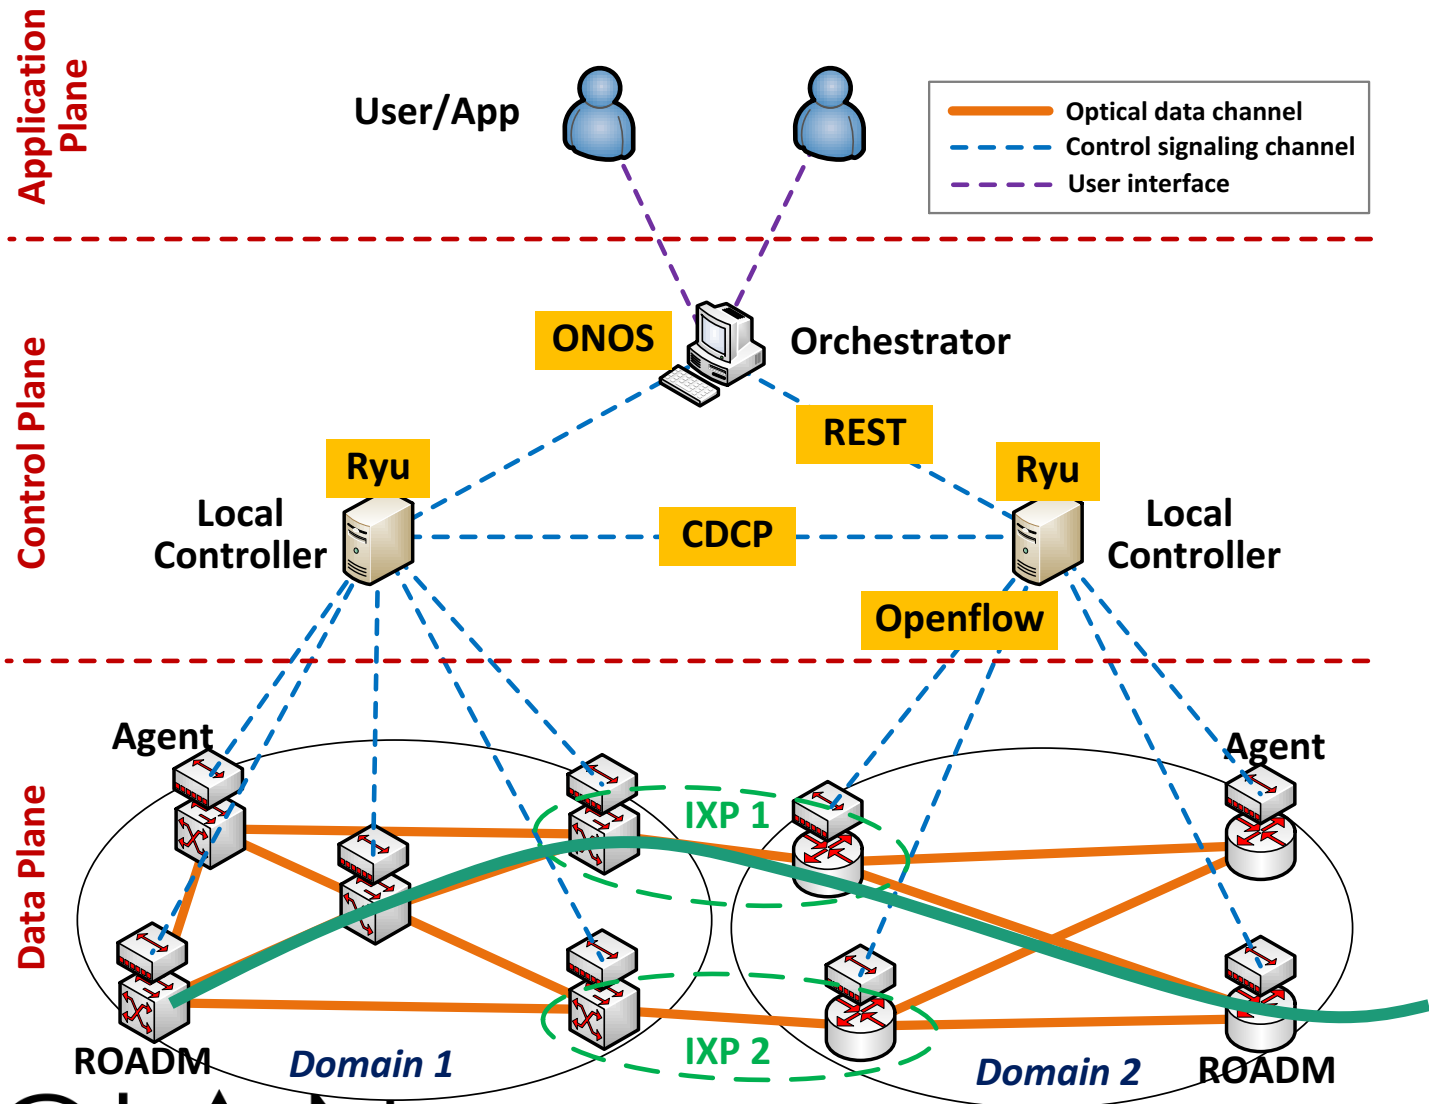 Application
Plane
User/App
Optical data channel
Control signaling channel
User interface
Control Plane
ONOS
Orchestrator
REST
Ryu
Ryu
Local
Controller
CDCP
Local
Controller
Openflow
Data Plane
Agent
Agent
IXP 1
IXP 2
ROADM
Domain 1
Domain 2
ROADM